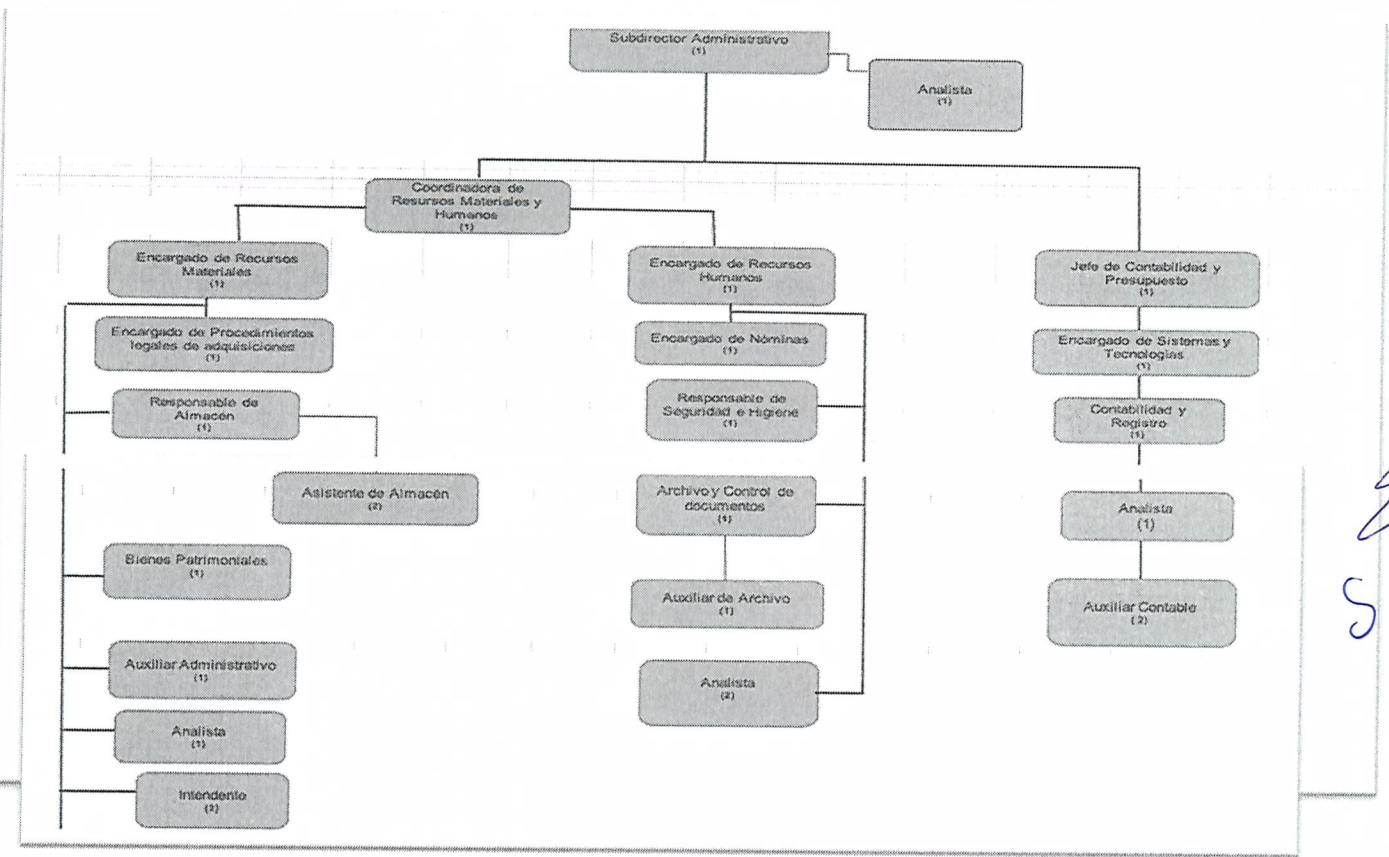 Subdirector Administrativo
(1)
Analista
(1)
Coordinadora de
Resursos Materiales y
Humanos
(1)
Encargado de Recursos
Materiales
(1)
Encargado de Recursos
Humanos
(1)
Jefe de Contabilidad y
Presupuesto
(1)
Encargado de Procedimientos
legales de adquisiciones
(1)
Encargado de Nóminas
(1)
Encargado de Sistemas y
Tecnologías
(1)
Responsable de
Almacén
(1)
Responsable de
Seguridad e Higiene
(1)
Contabilidad y
Registro
(1)
Asistente de Almacén
(2)
Archivo y Control de
documentos
(1)
Analista
(1)
Bienes Patrimoniales
(1)
Auxiliar de Archivo
(1)
Auxiliar Contable
(2)
Auxiliar Administrativo
(1)
Analista
(2)
Analista
(1)
Intendente
(2)